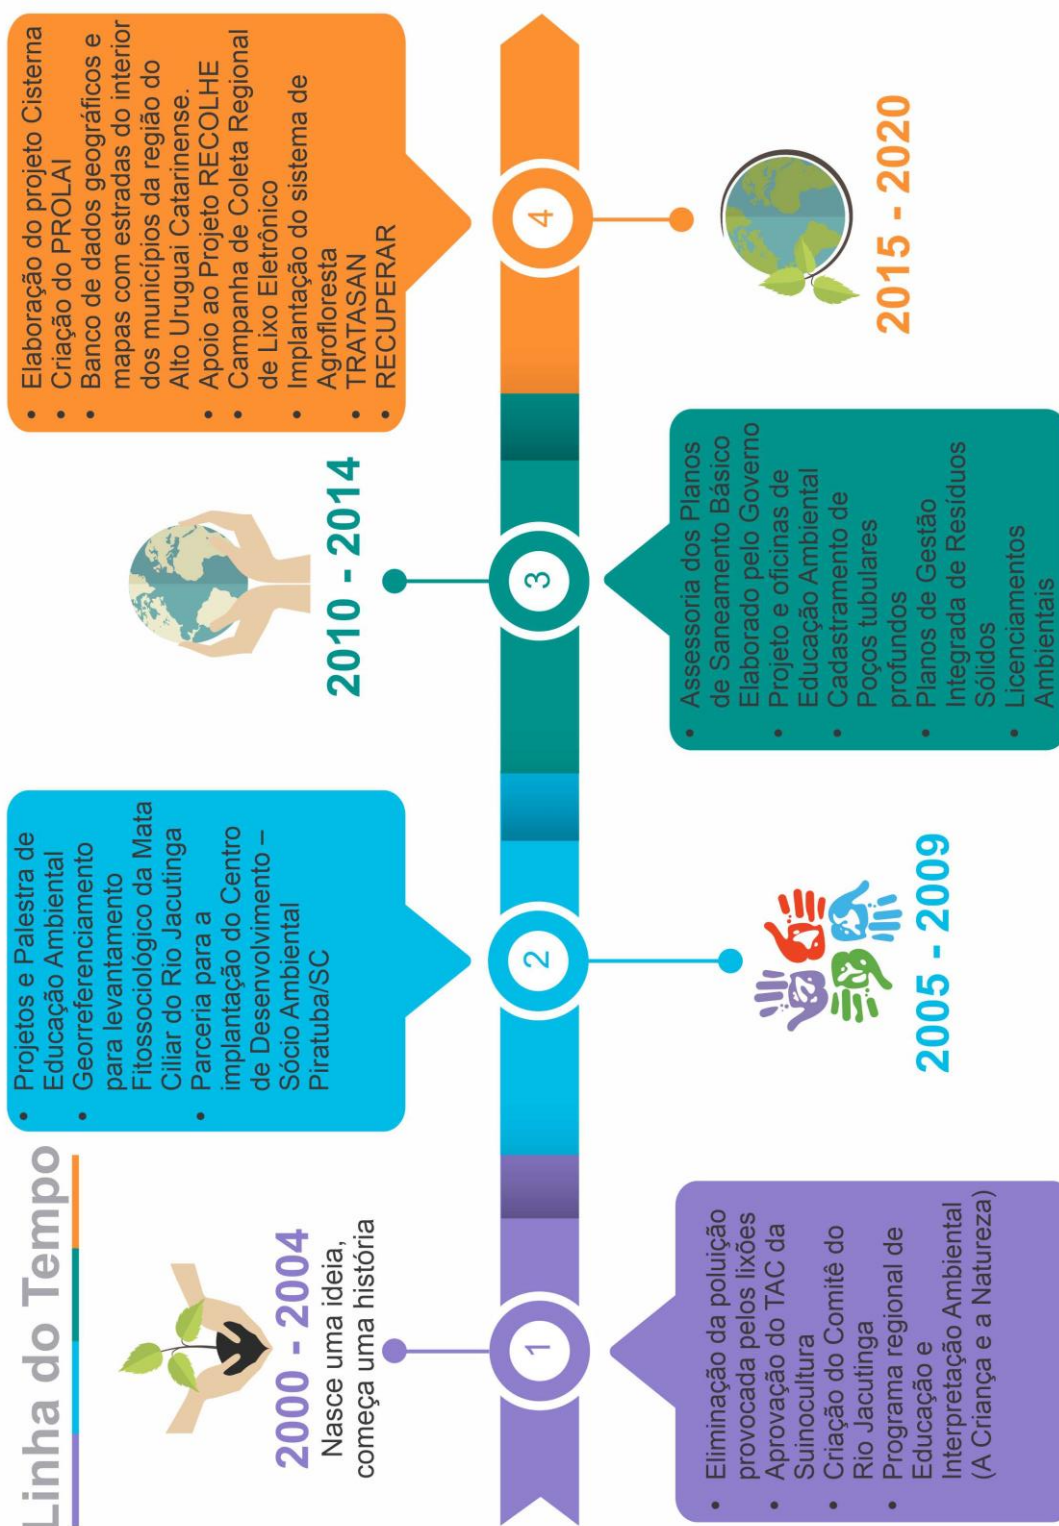 Linha do Tempo
2000 - 2004
Nasce uma ideia,
começa uma história
1
• Eliminação da poluição
provocada pelos lixões
• Aprovação do TAC da
Suinocultura
• Criação do Comitê do
Rio Jacutinga
• Programa regional de
Educação e
Interpretação Ambiental
(A Criança e a Natureza)
• Projetos e Palestra de
Educação Ambiental
• Georreferenciamento
para levantamento
Fitossociológico da Mata
Ciliar do Rio Jacutinga
• Parceria para a
implantação do Centro
de Desenvolvimento –
Sócio Ambiental
Piratuba/SC
2
2005 - 2009
2010 - 2014
3
• Assessoria dos Planos
de Saneamento Básico
Elaborado pelo Governo
• Projeto e oficinas de
Educação Ambiental
• Cadastramento de
Poços tubulares
profundos
• Planos de Gestão
Integrada de Resíduos
Sólidos
• Licenciamentos
Ambientais
• Elaboração do projeto Cisterna
• Criação do PROLAI
• Banco de dados geográficos e
mapas com estradas do interior
dos municípios da região do
Alto Uruguai Catarinense.
• Apoio ao Projeto RECOLHE
• Campanha de Coleta Regional
de Lixo Eletrônico
• Implantação do sistema de
Agrofloresta
• TRATASAN
• RECUPERAR
4
2015 - 2020